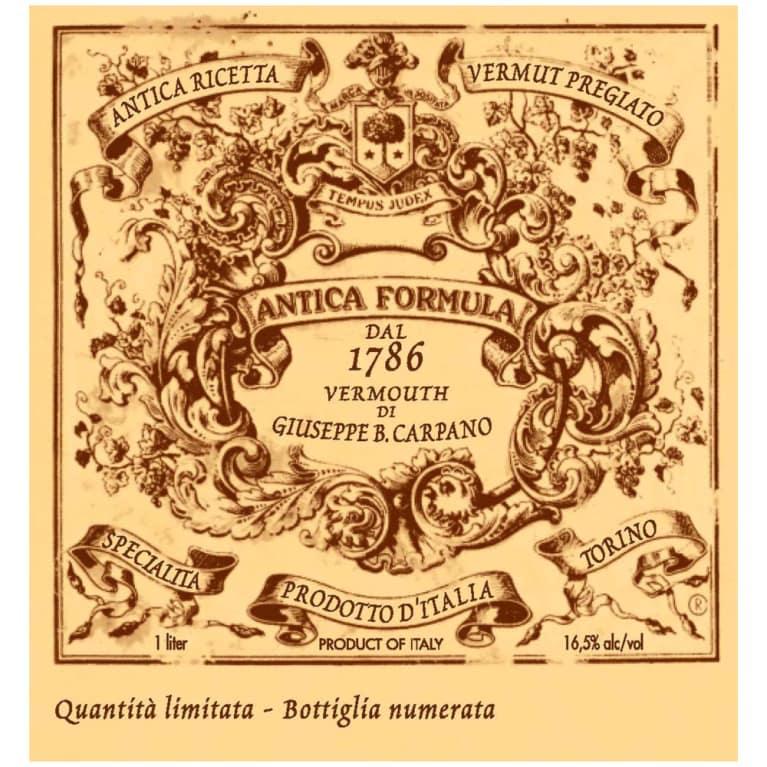 ANTICA RICETTA
VERMUT PREGIATO
TEMPUS JUDEX
ANTICA FORMULA
DAL
1786
VERMOUTH
DI
GIUSEPPE B. CARPANO
SPECIALITA
TORINO
PRODOTTO D'ITALIA
®
1 liter
PRODUCT OF ITALY
16,5% alc/vol
Quantità limitata - Bottiglia numerata